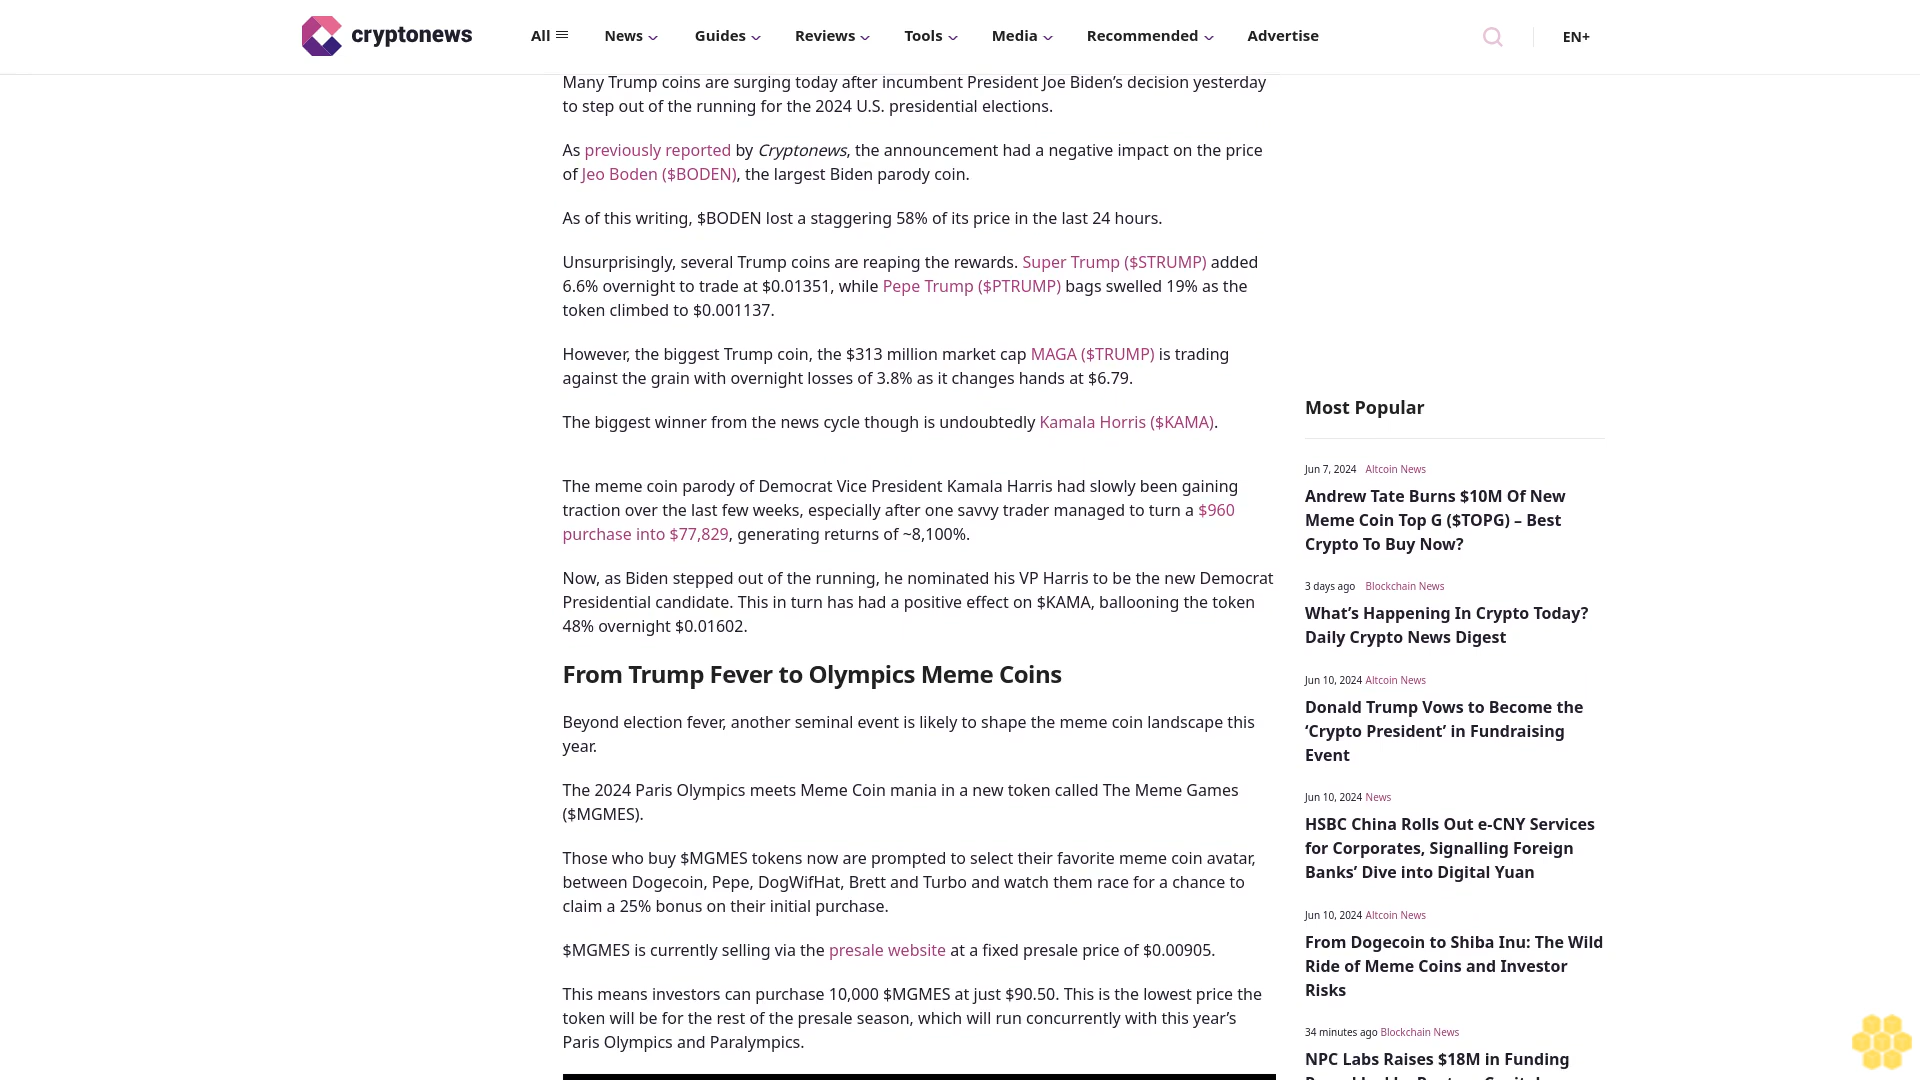 cryptonews
All
News
Guides
Reviews
Tools
Media
Recommended
Advertise
EN+
Many Trump coins are surging today after incumbent President Joe Biden’s decision yesterday
to step out of the running for the 2024 U.S. presidential elections.
As previously reported by Cryptonews, the announcement had a negative impact on the price
of Jeo Boden ($BODEN), the largest Biden parody coin.
As of this writing, $BODEN lost a staggering 58% of its price in the last 24 hours.
Unsurprisingly, several Trump coins are reaping the rewards. Super Trump ($STRUMP) added
6.6% overnight to trade at $0.01351, while Pepe Trump ($PTRUMP) bags swelled 19% as the
token climbed to $0.001137.
However, the biggest Trump coin, the $313 million market cap MAGA ($TRUMP) is trading
against the grain with overnight losses of 3.8% as it changes hands at $6.79.
The biggest winner from the news cycle though is undoubtedly Kamala Horris ($KAMA).
The meme coin parody of Democrat Vice President Kamala Harris had slowly been gaining
traction over the last few weeks, especially after one savvy trader managed to turn a $960
purchase into $77,829, generating returns of ~8,100%.
Now, as Biden stepped out of the running, he nominated his VP Harris to be the new Democrat
Presidential candidate. This in turn has had a positive effect on $KAMA, ballooning the token
48% overnight $0.01602.
From Trump Fever to Olympics Meme Coins
Beyond election fever, another seminal event is likely to shape the meme coin landscape this
year.
The 2024 Paris Olympics meets Meme Coin mania in a new token called The Meme Games
($MGMES).
Those who buy $MGMES tokens now are prompted to select their favorite meme coin avatar,
between Dogecoin, Pepe, DogWifHat, Brett and Turbo and watch them race for a chance to
claim a 25% bonus on their initial purchase.
$MGMES is currently selling via the presale website at a fixed presale price of $0.00905.
This means investors can purchase 10,000 $MGMES at just $90.50. This is the lowest price the
token will be for the rest of the presale season, which will run concurrently with this year’s
Paris Olympics and Paralympics.
Most Popular
Jun 7, 2024 Altcoin News
Andrew Tate Burns $10M Of New
Meme Coin Top G ($TOPG) – Best
Crypto To Buy Now?
3 days ago Blockchain News
What’s Happening In Crypto Today?
Daily Crypto News Digest
Jun 10, 2024 Altcoin News
Donald Trump Vows to Become the
‘Crypto President’ in Fundraising
Event
Jun 10, 2024 News
HSBC China Rolls Out e-CNY Services
for Corporates, Signalling Foreign
Banks’ Dive into Digital Yuan
Jun 10, 2024 Altcoin News
From Dogecoin to Shiba Inu: The Wild
Ride of Meme Coins and Investor
Risks
34 minutes ago Blockchain News
NPC Labs Raises $18M in Funding